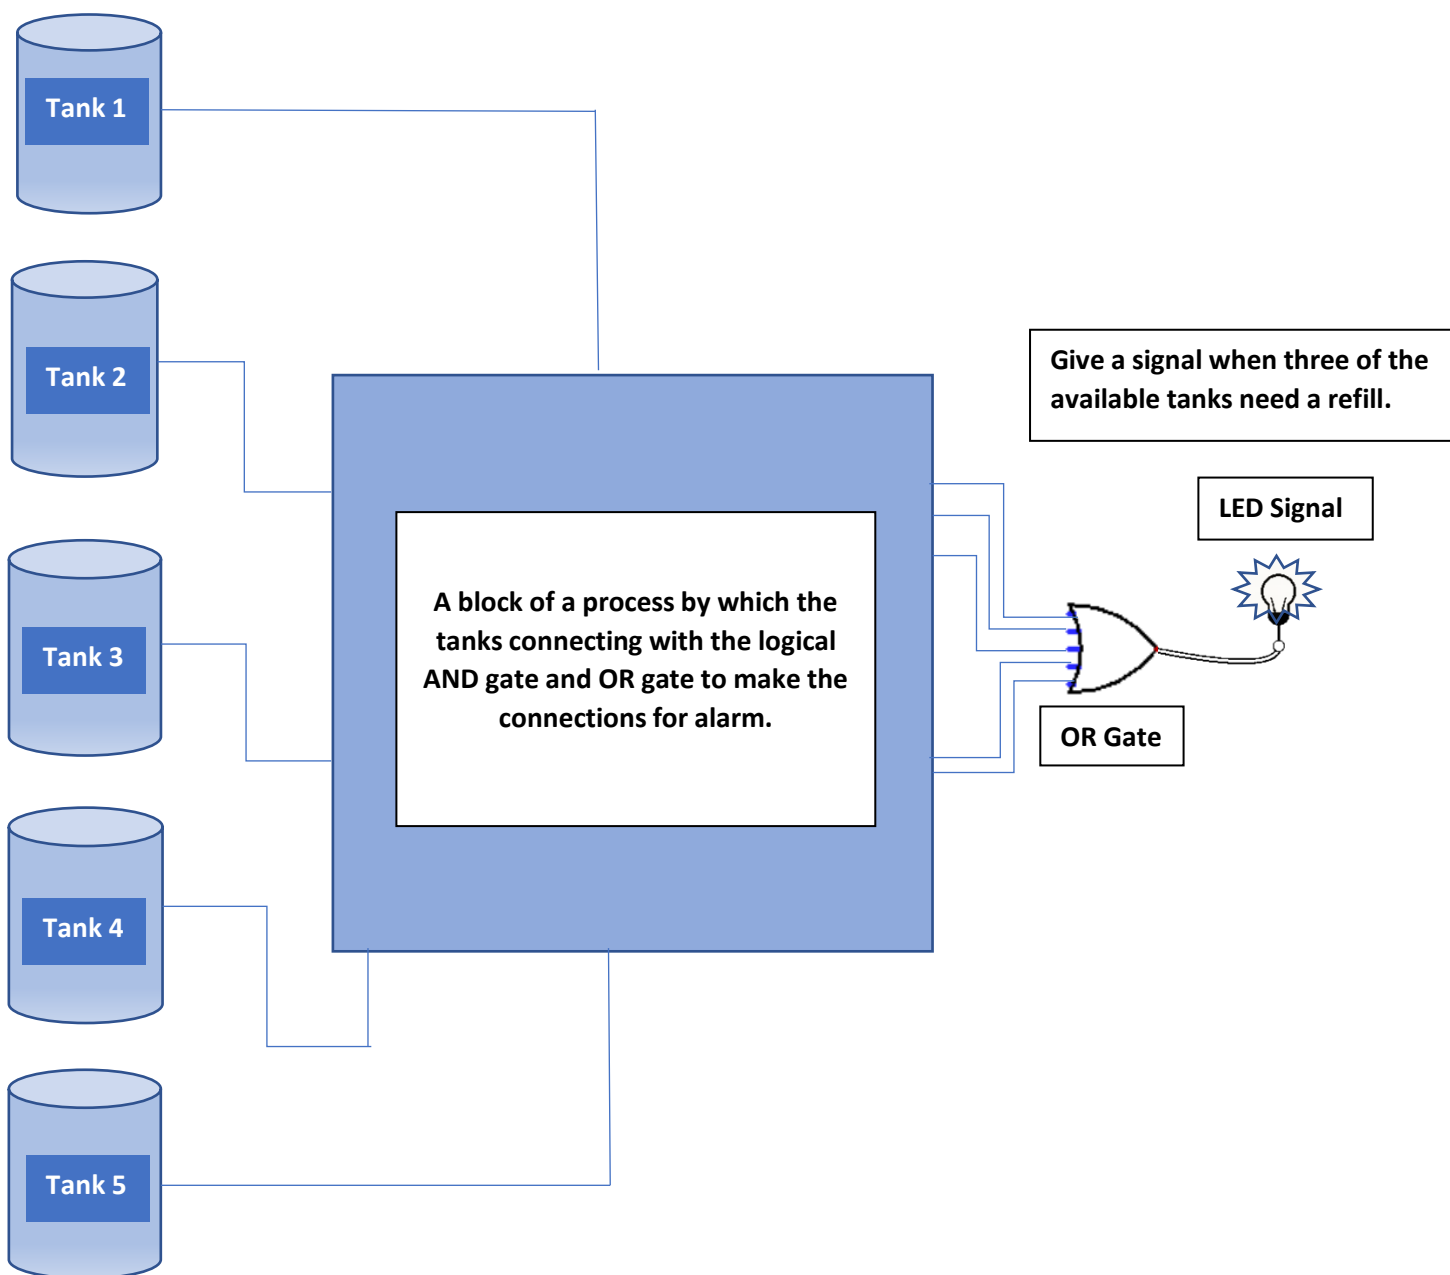 Tank 1
Tank 2
Give a signal when three of the
available tanks need a refill.
LED Signal
A block of a process by which the
tanks connecting with the logical
AND gate and OR gate to make the
connections for alarm.
Tank 3
OR Gate
Tank 4
Tank 5